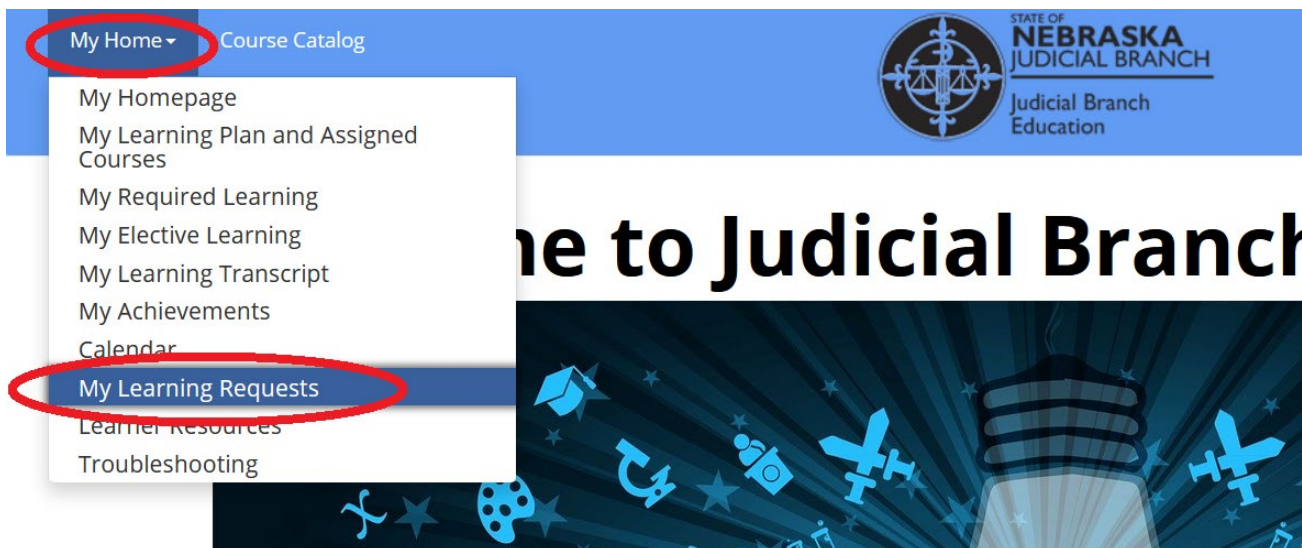 My Home
Course Catalog
STATE OF
NEBRASKA
JUDICIAL BRANCH
Judicial Branch
Education
My Homepage
My Learning Plan and Assigned
Courses
My Required Learning
My Elective Learning
My Learning Transcript
My Achievements
Calendar
My Learning Requests
Learner Resources
Troubleshooting
to Judicial Branch